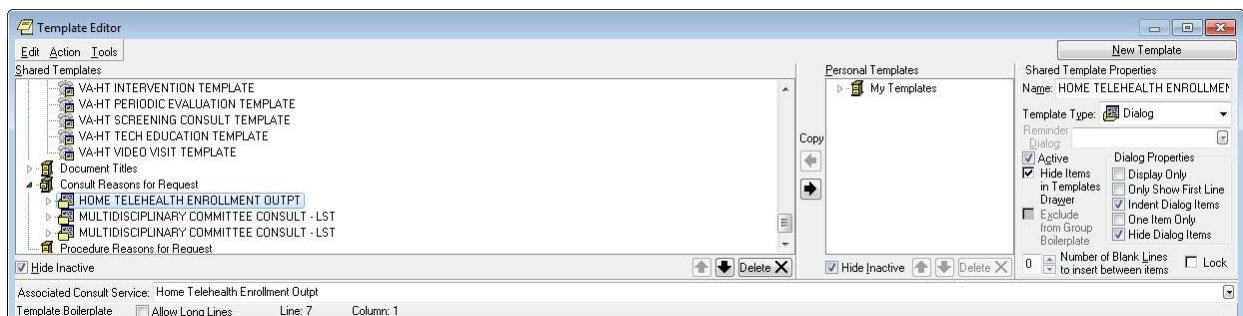 Template Editor
Edit Action Tools
New Template
Shared Templates
VA-HT INTERVENTION TEMPLATE
VA-HT PERIODIC EVALUATION TEMPLATE
VA-HT SCREENING CONSULT TEMPLATE
VA-HT TECH EDUCATION TEMPLATE
VA-HT VIDEO VISIT TEMPLATE
Document Titles
Consult Reasons for Request
HOME TELEHEALTH ENROLLMENT OUTPT
MULTIDISCIPLINARY COMMITTEE CONSULT - LST
MULTIDISCIPLINARY COMMITTEE CONSULT - LST
Procedure Reasons for Request
Hide Inactive
Delete
Copy
Personal Templates
My Templates
Hide Inactive
Delete
Shared Template Properties
Name: HOME TELEHEALTH ENROLLMEN
Template Type: Dialog
Reminder
Dialog:
Active
Hide Items
in Templates
Drawer
Exclude
from Group
Boilerplate
Dialog Properties
Display Only
Only Show First Line
Indent Dialog Items
One Item Only
Hide Dialog Items
0 Number of Blank Lines
to insert between items
Lock
Associated Consult Service: Home Telehealth Enrollment Outpt
Template Boilerplate Allow Long Lines Line: 7 Column: 1